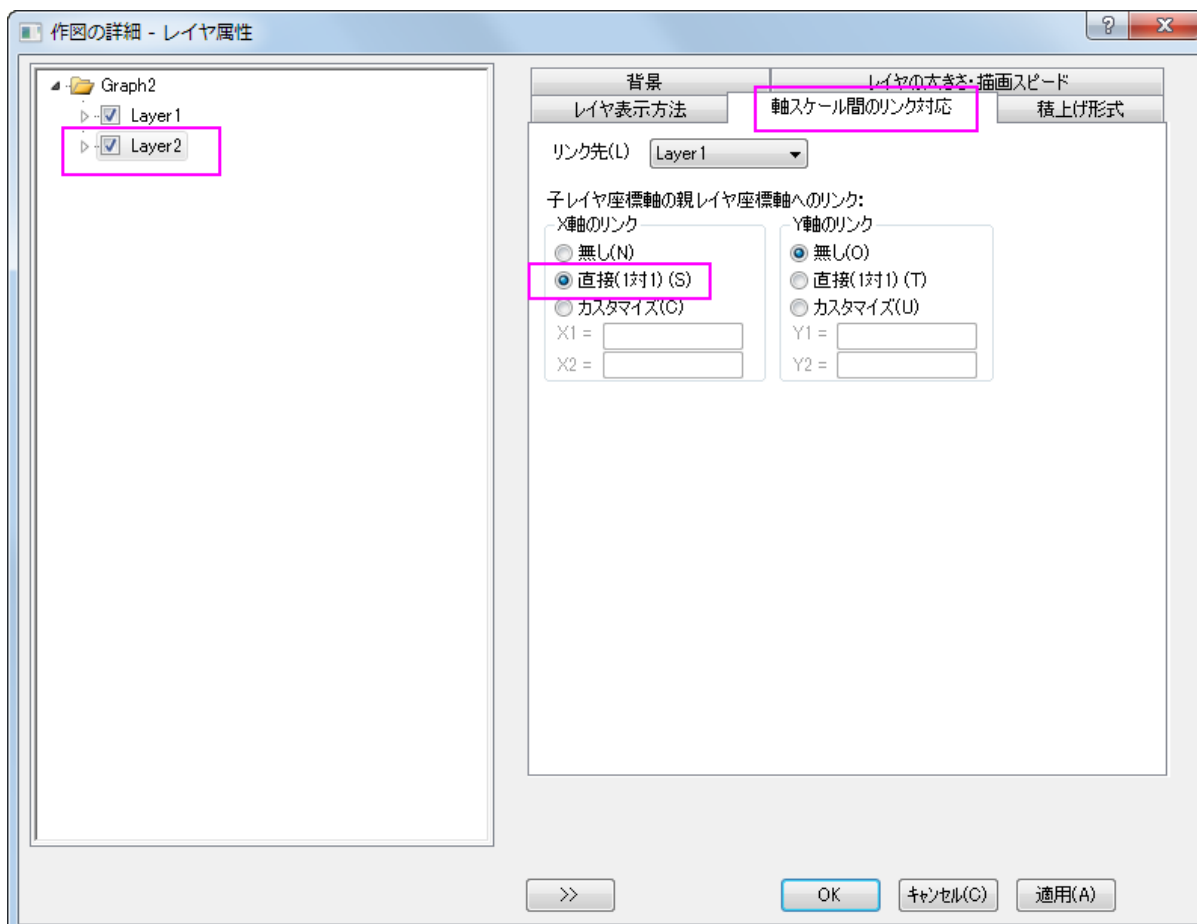 作図の詳細 - レイヤ属性
Graph2
Layer1
Layer2
背景
レイヤの大きさ・描画スピード
レイヤ表示方法
軸スケール間のリンク対応
積上げ形式
リンク先(L)
Layer1
子レイヤ座標軸の親レイヤ座標軸へのリンク:
X軸のリンク
無し(N)
直接(1対1) (S)
カスタマイズ(C)
X1 =
X2 =
Y軸のリンク
無し(O)
直接(1対1) (T)
カスタマイズ(U)
Y1 =
Y2 =
>>
OK
キャンセル(C)
適用(A)